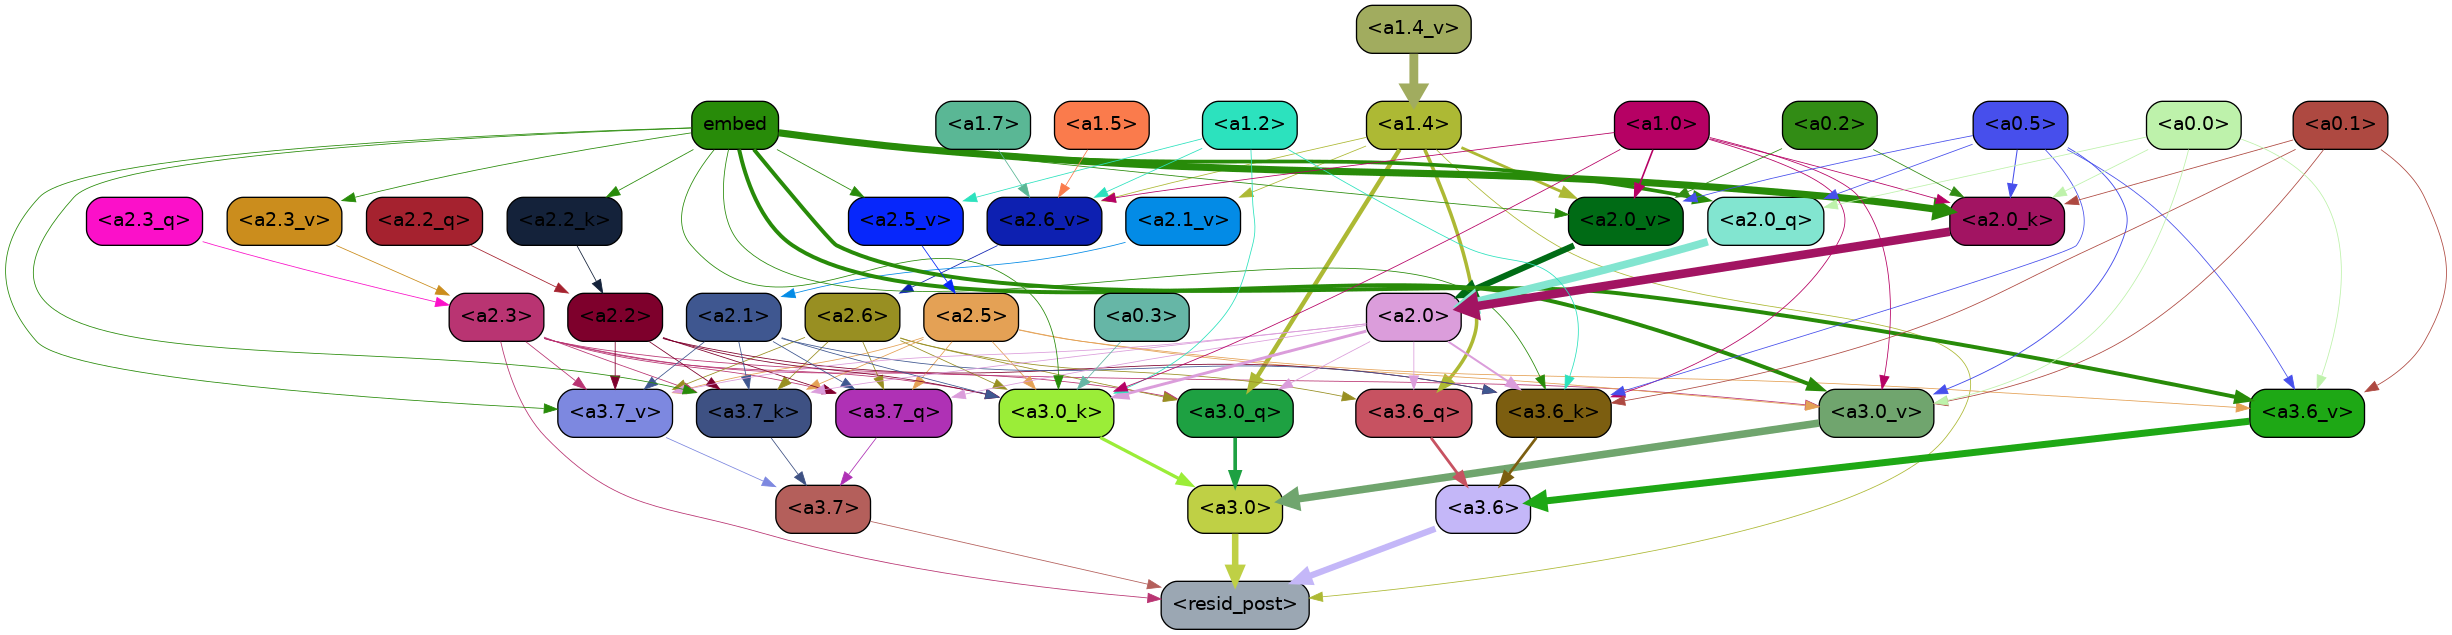 <a1.4_v>
embed
<a1.7>
<a1.5>
<a1.2>
<a1.4>
<a1.0>
<a0.2>
<a0.5>
<a0.0>
<a0.1>
<a2.3_q>
<a2.3_v>
<a2.2_q>
<a2.2_k>
<a2.5_v>
<a2.6_v>
<a2.1_v>
<a2.0_v>
<a2.0_q>
<a2.0_k>
<a2.3>
<a2.2>
<a2.1>
<a2.6>
<a2.5>
<a0.3>
<a2.0>
<a3.7_v>
<a3.7_k>
<a3.7_q>
<a3.0_k>
<a3.0_q>
<a3.6_q>
<a3.6_k>
<a3.0_v>
<a3.6_v>
<a3.7>
<a3.0>
<a3.6>
<resid_post>